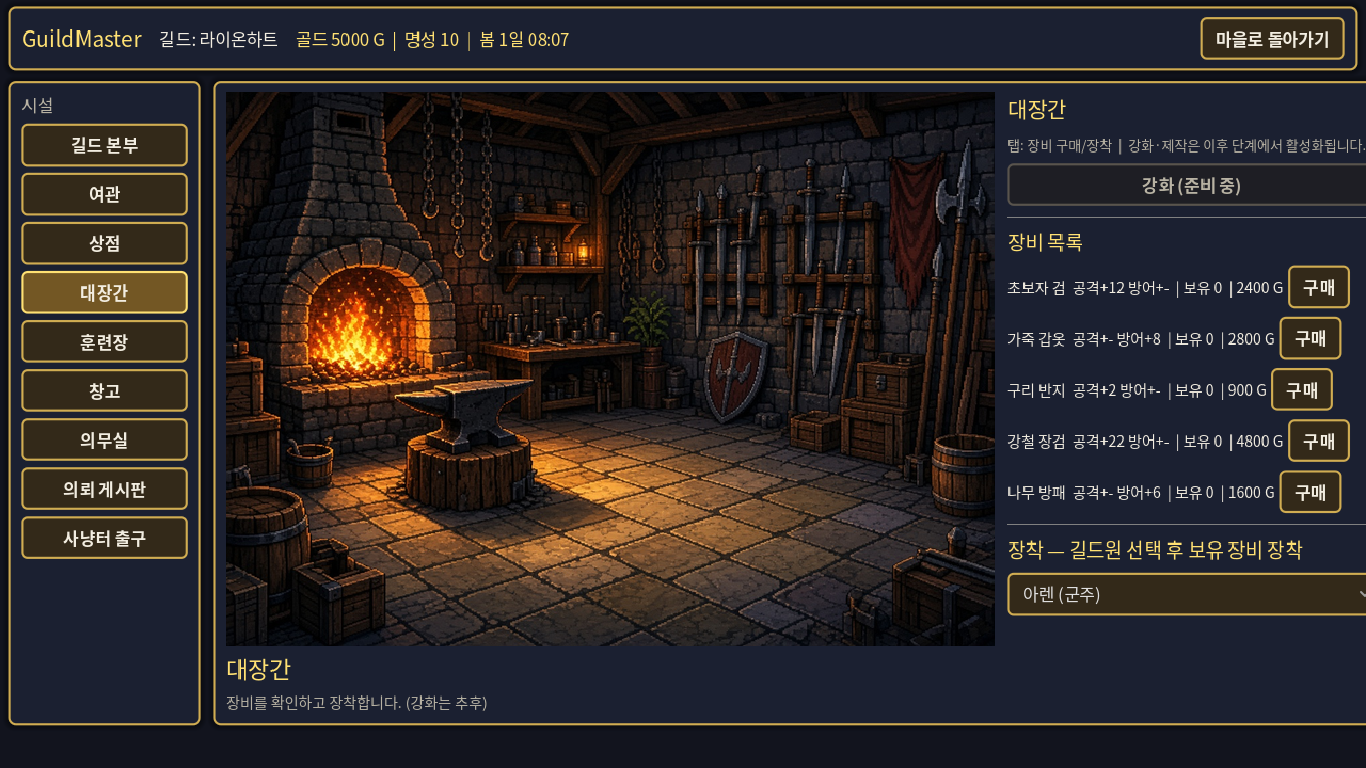 GuildMaster 길드: 라이온하트 골드 5000 G | 명성 10 | 봄 1일 08:07 마을로 돌아가기
시설
길드 본부
여관
상점
대장간
훈련장
창고
의무실
의뢰 게시판
사냥터 출구
대장간
장비를 확인하고 장착합니다. (강화는 추후)
대장간
탭: 장비 구매/장착 | 강화·제작은 이후 단계에서 활성화됩니다.
강화 (준비 중)
장비 목록
초보자 검 공격+12 방어+- | 보유 0 | 2400 G 구매
가죽 갑옷 공격+- 방어+8 | 보유 0 | 2800 G 구매
구리 반지 공격+2 방어+- | 보유 0 | 900 G 구매
강철 장검 공격+22 방어+- | 보유 0 | 4800 G 구매
나무 방패 공격+- 방어+6 | 보유 0 | 1600 G 구매
장착 — 길드원 선택 후 보유 장비 장착
아렌 (군주)